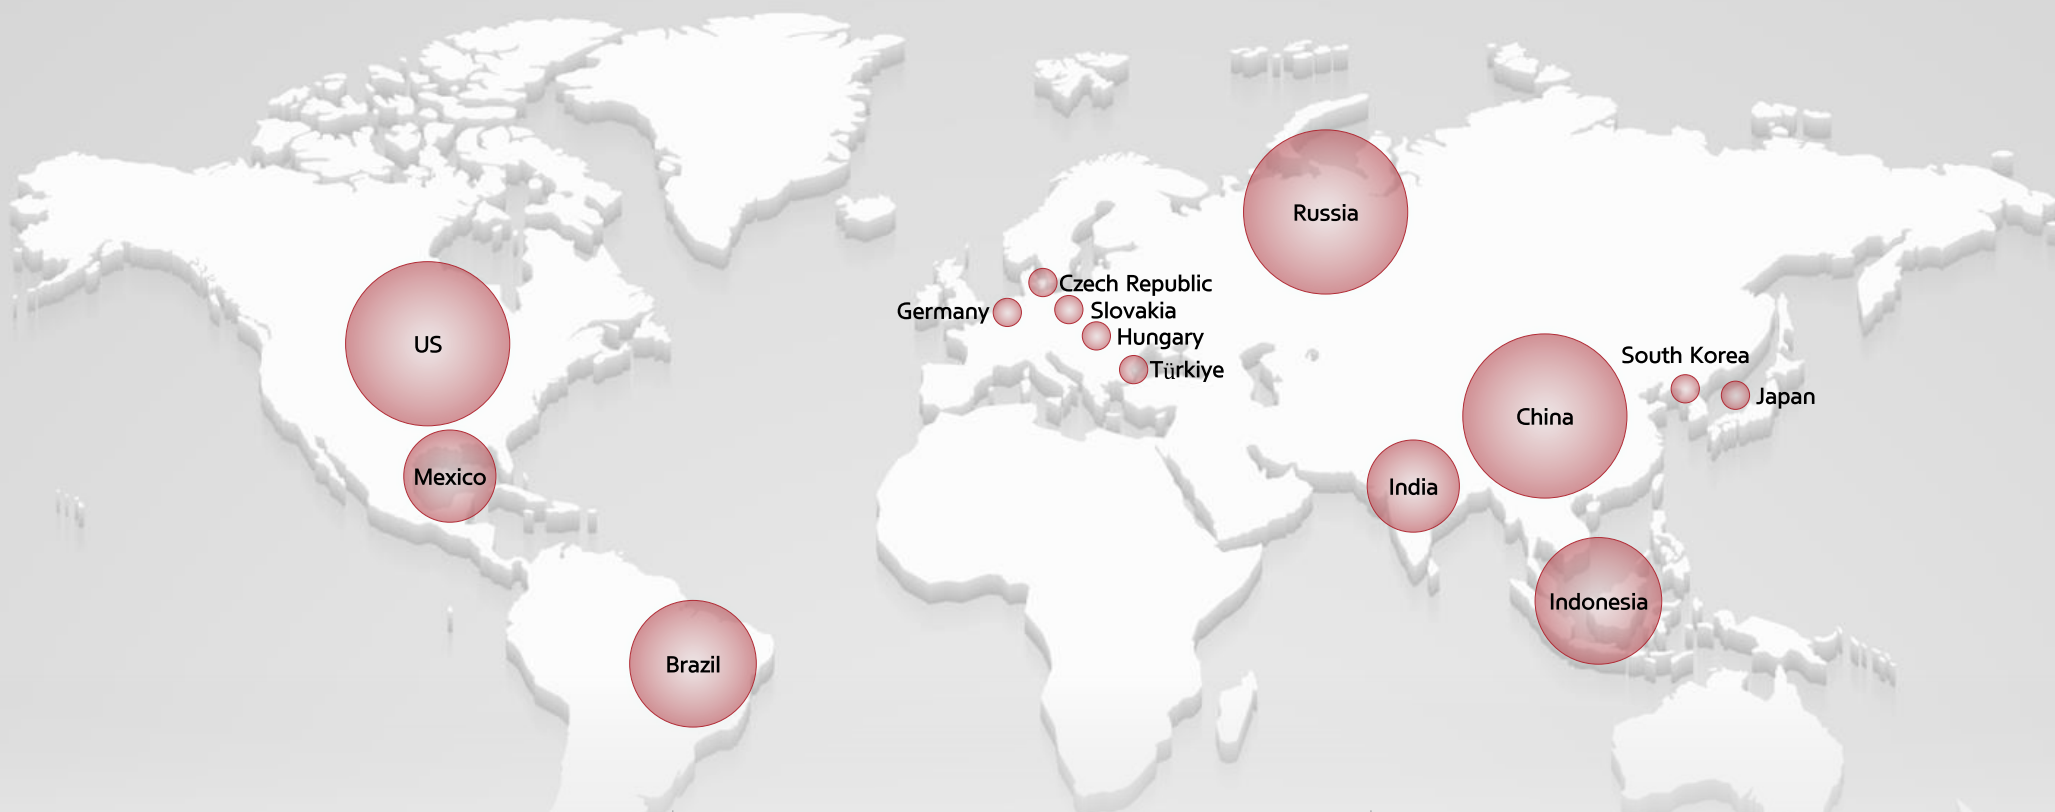 Russia
Czech Republic
Germany
Slovakia
Hungary
US
South Korea
Türkiye
Japan
China
Mexico
India
Indonesia
Brazil